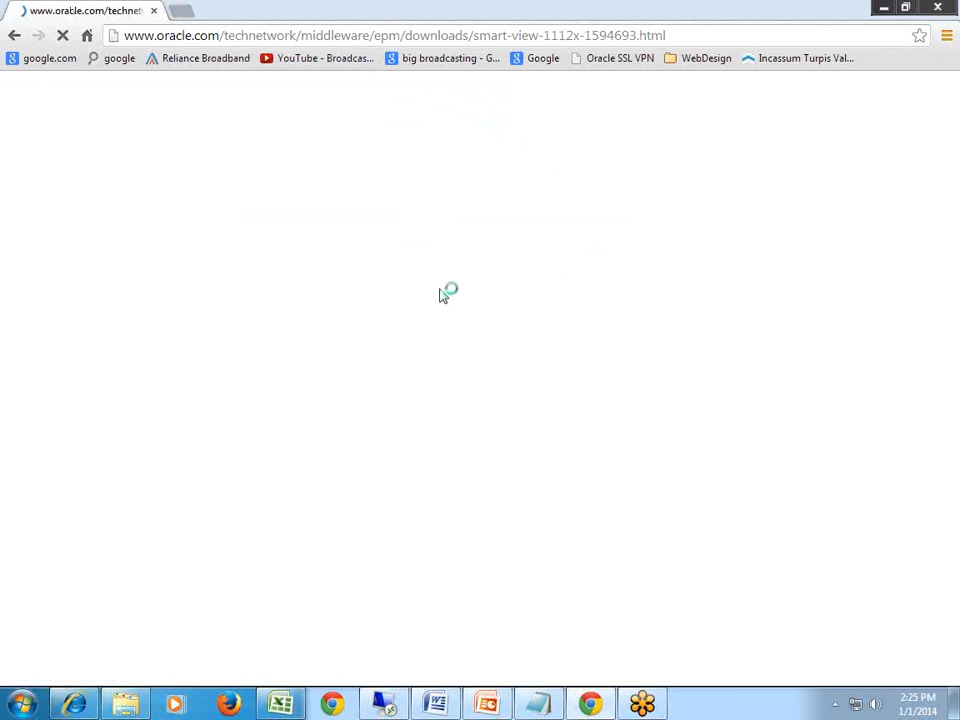 www.orable.com/technet
www.oracle.com/technetwork/middleware/epm/downloads/smart-view-1112x-1594693.html
google.com google Reliance Broadband YouTube - Broadcas... big broadcasting - G... Google Oracle SSL VPN WebDesign Incassum Turpis Val...
2:25 PM
1/1/2014